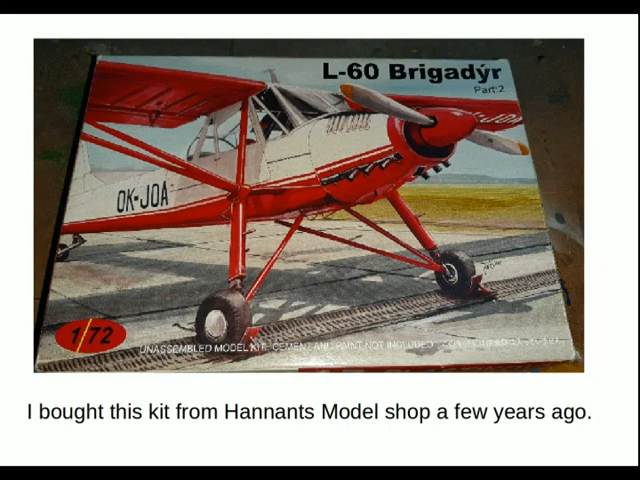 L-60 Brigadýr
Part:2
OK-JOA
1/72
UNASSEMBLED MODEL KIT. CEMENT AND PAINT NOT INCLUDED
I bought this kit from Hannants Model shop a few years ago.